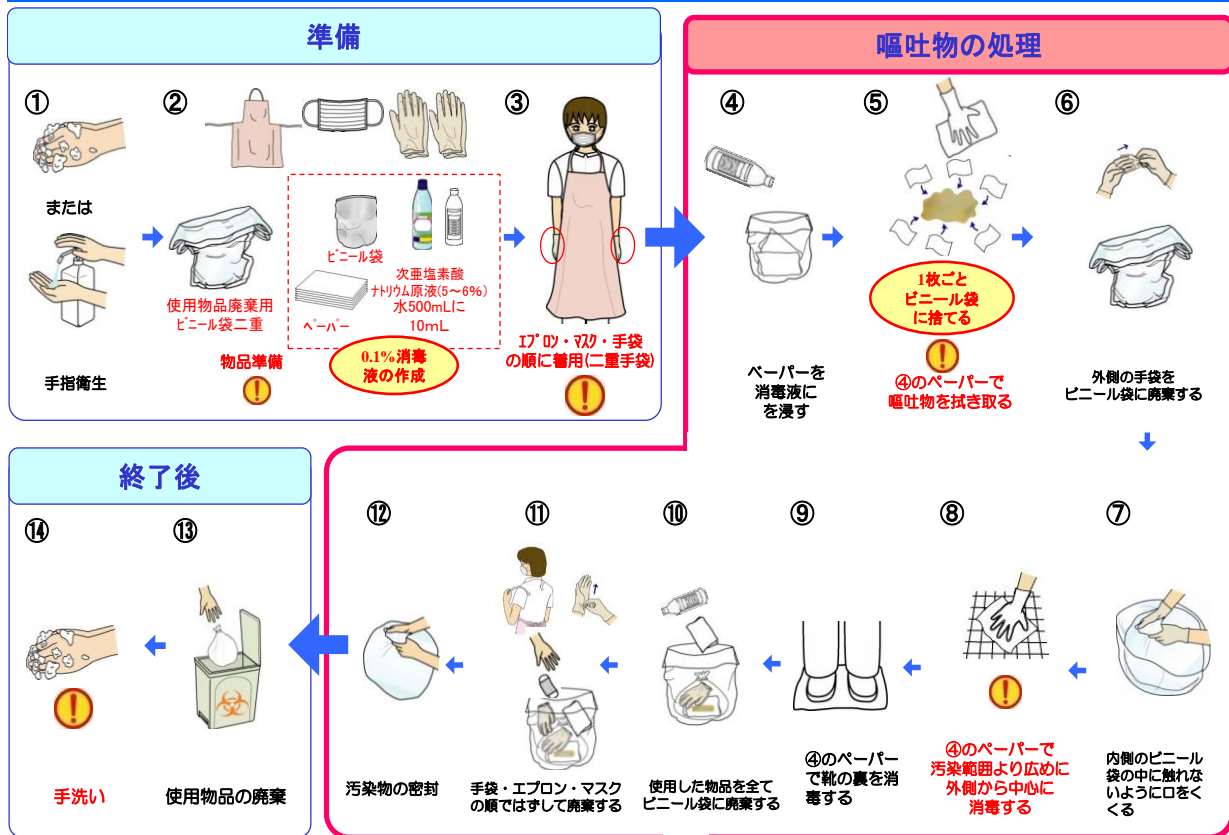 準備
①
または
手指衛生
②
使用物品廃棄用
ビニール袋二重
ビニール袋
ペーパー
次亜塩素酸
ナトリウム原液(5～6%)
水500mLに
10mL
物品準備
0.1%消毒
液の作成
③
エプロン・マスク・手袋
の順に着用(二重手袋)
嘔吐物の処理
④
ペーパーを
消毒液に
を浸す
⑤
1枚ごと
ビニール袋
に捨てる
④のペーパーで
嘔吐物を拭き取る
⑥
外側の手袋を
ビニール袋に廃棄する
⑦
内側のビニール
袋の中に触れな
いように口をく
くる
⑧
④のペーパーで
汚染範囲より広めに
外側から中心に
消毒する
⑨
④のペーパー
で靴の裏を消
毒する
⑩
使用した物品を全て
ビニール袋に廃棄する
⑪
手袋・エプロン・マスク
の順ではずして廃棄する
⑫
汚染物の密封
終了後
⑬
使用物品の廃棄
⑭
手洗い